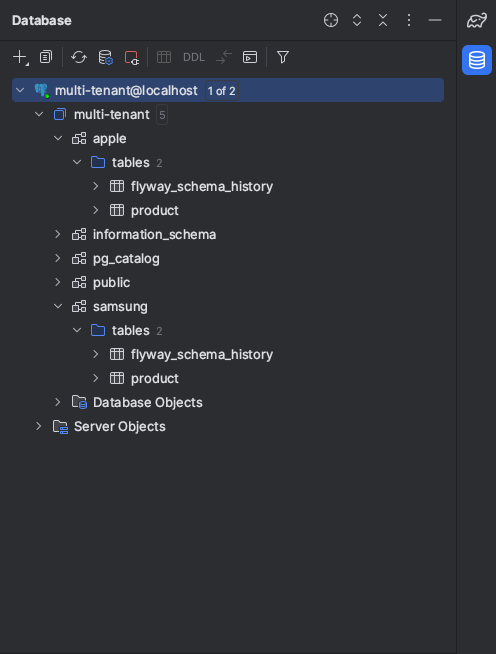 Database
DDL
multi-tenant@localhost 1 of 2
multi-tenant 5
apple
tables 2
flyway_schema_history
product
information_schema
pg_catalog
public
samsung
tables 2
flyway_schema_history
product
Database Objects
Server Objects